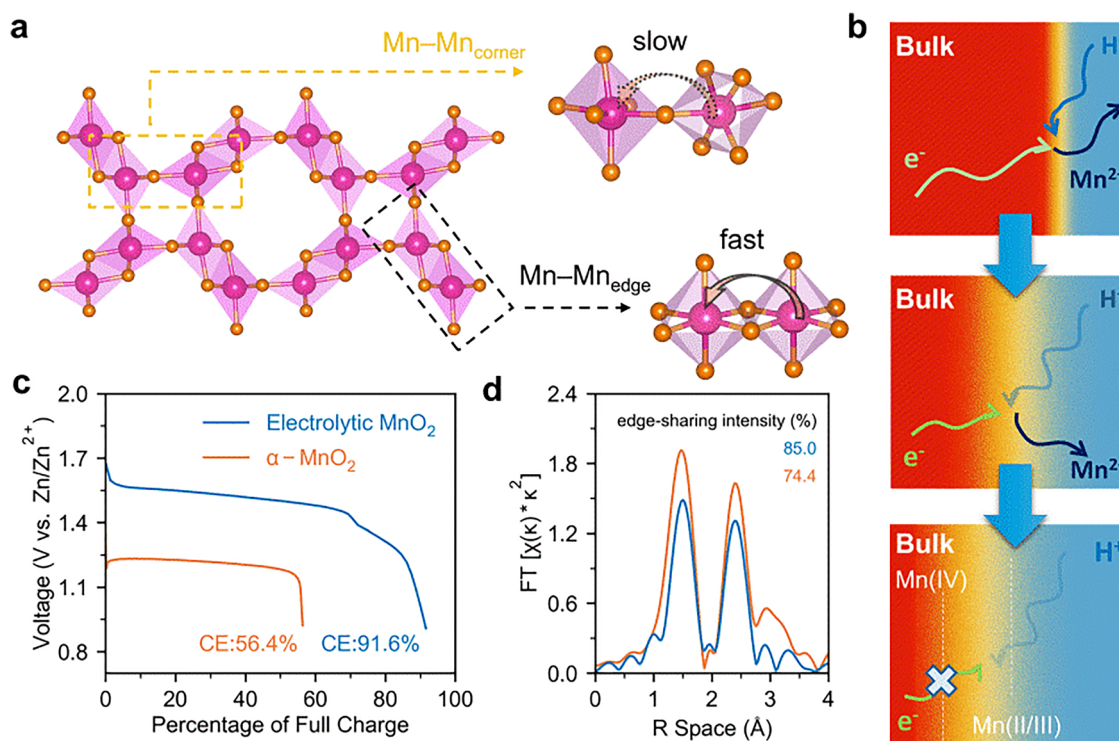 a
Mn–Mncorner
slow
Mn–Mnedge
fast
b
Bulk
H
e-
Mn2+
Bulk
H+
e-
Mn2+
Bulk
H+
Mn(IV)
e-
Mn(II/III)
c
Voltage (V vs. Zn/Zn2+)
2.0
1.7
1.4
1.1
0.8
Electrolytic MnO2
α – MnO2
CE:56.4% CE:91.6%
0 20 40 60 80 100
Percentage of Full Charge
d
FT [χ(κ)*κ2]
2.4
1.8
1.2
0.6
0.0
edge-sharing intensity (%)
85.0
74.4
0 1 2 3 4
R Space (Å)